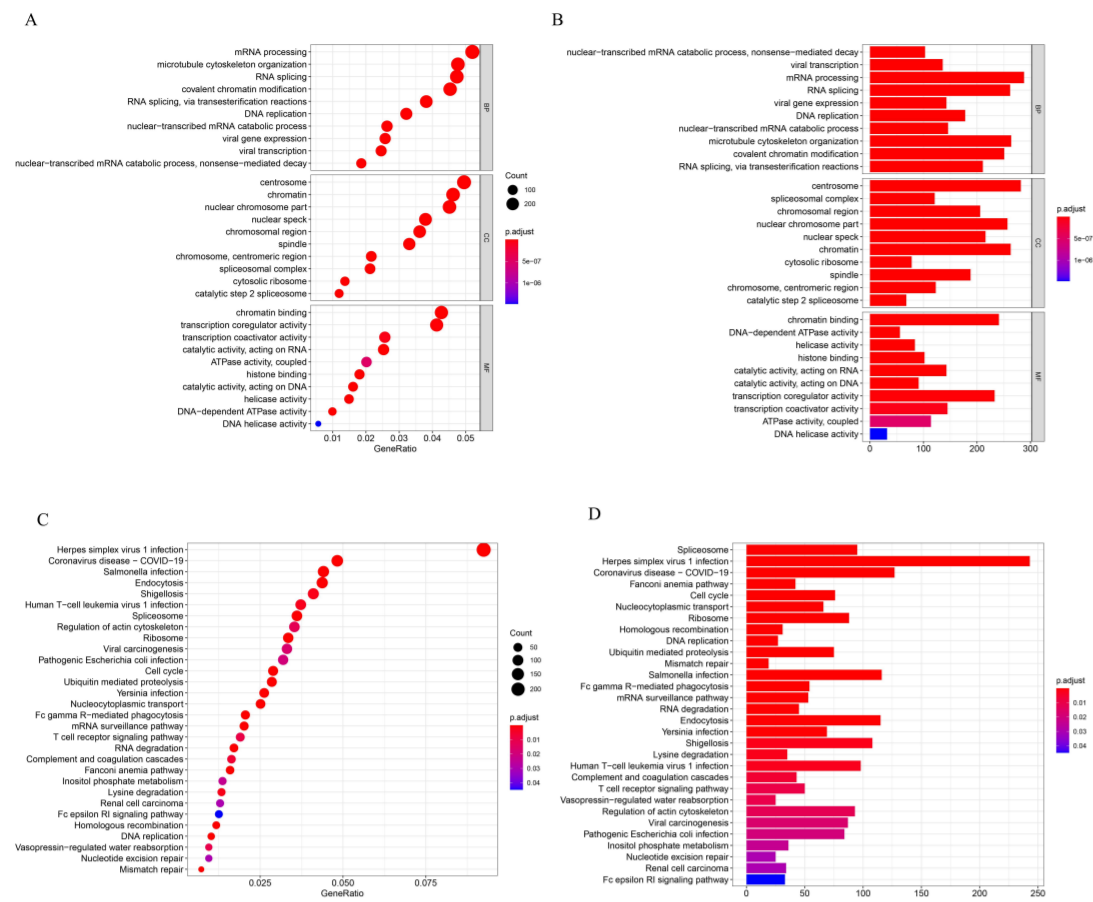 A
mRNA processing
microtubule cytoskeleton organization
RNA splicing
covalent chromatin modification
RNA splicing, via transesterification reactions
DNA replication
nuclear−transcribed mRNA catabolic process
viral gene expression
viral transcription
nuclear−transcribed mRNA catabolic process, nonsense−mediated decay
BP
centrosome
chromatin
nuclear chromosome part
nuclear speck
chromosomal region
spindle
chromosome, centromeric region
spliceosomal complex
cytosolic ribosome
catalytic step 2 spliceosome
CC
chromatin binding
transcription coregulator activity
transcription coactivator activity
catalytic activity, acting on RNA
ATPase activity, coupled
histone binding
catalytic activity, acting on DNA
helicase activity
DNA−dependent ATPase activity
DNA helicase activity
MF
0.01 0.02 0.03 0.04 0.05
GeneRatio
Count
100
200
p.adjust
5e−07
1e−06
B
nuclear−transcribed mRNA catabolic process, nonsense−mediated decay
viral transcription
mRNA processing
RNA splicing
viral gene expression
DNA replication
nuclear−transcribed mRNA catabolic process
microtubule cytoskeleton organization
covalent chromatin modification
RNA splicing, via transesterification reactions
BP
centrosome
spliceosomal complex
chromosomal region
nuclear chromosome part
nuclear speck
chromatin
cytosolic ribosome
spindle
chromosome, centromeric region
catalytic step 2 spliceosome
CC
chromatin binding
DNA−dependent ATPase activity
helicase activity
histone binding
catalytic activity, acting on RNA
catalytic activity, acting on DNA
transcription coregulator activity
transcription coactivator activity
ATPase activity, coupled
DNA helicase activity
MF
0 100 200 300
p.adjust
5e−07
1e−06
C
Herpes simplex virus 1 infection
Coronavirus disease − COVID−19
Salmonella infection
Endocytosis
Shigellosis
Human T−cell leukemia virus 1 infection
Spliceosome
Regulation of actin cytoskeleton
Ribosome
Viral carcinogenesis
Pathogenic Escherichia coli infection
Cell cycle
Ubiquitin mediated proteolysis
Yersinia infection
Nucleocytoplasmic transport
Fc gamma R−mediated phagocytosis
mRNA surveillance pathway
T cell receptor signaling pathway
RNA degradation
Complement and coagulation cascades
Fanconi anemia pathway
Inositol phosphate metabolism
Lysine degradation
Renal cell carcinoma
Fc epsilon RI signaling pathway
Homologous recombination
DNA replication
Vasopressin−regulated water reabsorption
Nucleotide excision repair
Mismatch repair
0.025 0.050 0.075
GeneRatio
Count
50
100
150
200
p.adjust
0.01
0.02
0.03
0.04
D
Spliceosome
Herpes simplex virus 1 infection
Coronavirus disease − COVID−19
Fanconi anemia pathway
Cell cycle
Nucleocytoplasmic transport
Ribosome
Homologous recombination
DNA replication
Ubiquitin mediated proteolysis
Mismatch repair
Salmonella infection
Fc gamma R−mediated phagocytosis
mRNA surveillance pathway
RNA degradation
Endocytosis
Yersinia infection
Shigellosis
Lysine degradation
Human T−cell leukemia virus 1 infection
Complement and coagulation cascades
T cell receptor signaling pathway
Vasopressin−regulated water reabsorption
Regulation of actin cytoskeleton
Viral carcinogenesis
Pathogenic Escherichia coli infection
Inositol phosphate metabolism
Nucleotide excision repair
Renal cell carcinoma
Fc epsilon RI signaling pathway
0 50 100 150 200 250
p.adjust
0.01
0.02
0.03
0.04